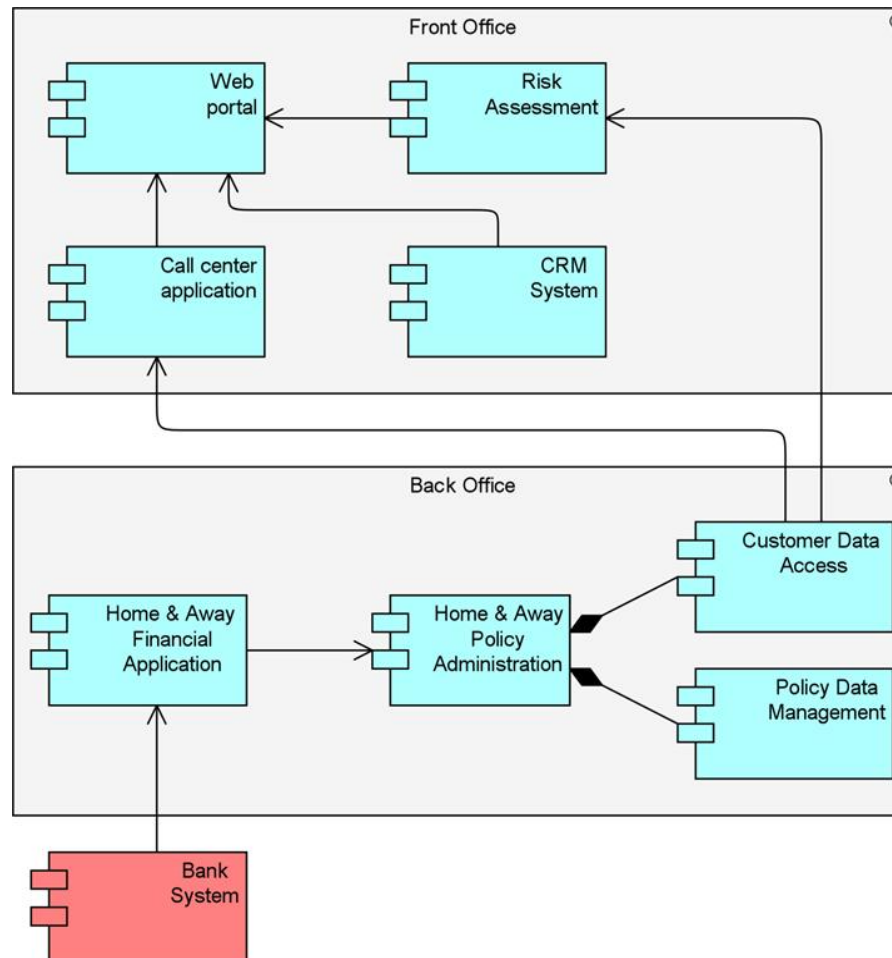 Front Office
Web
portal
Risk
Assessment
Call center
application
CRM
System
Back Office
Customer Data
Access
Home & Away
Financial
Application
Home & Away
Policy
Administration
Policy Data
Management
Bank
System